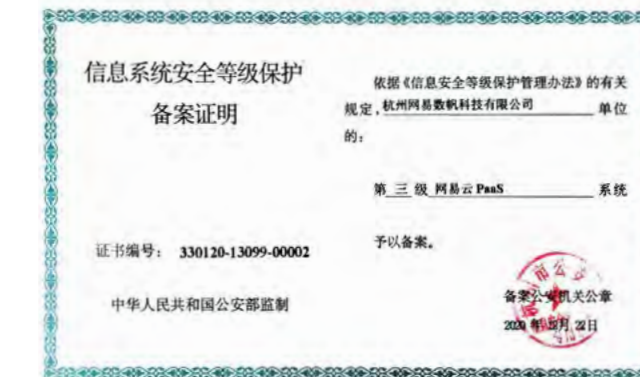 信息系统安全等级保护
备案证明
证书编号： 330120-13099-00002
中华人民共和国公安部监制
依据《信息安全等级保护管理办法》的有关
规定，杭州网易数帆科技有限公司 单位
的：
第 三 级 网易云 PaaS 系统
予以备案。
备案公安机关公章
2020 年 月 22日
市公安